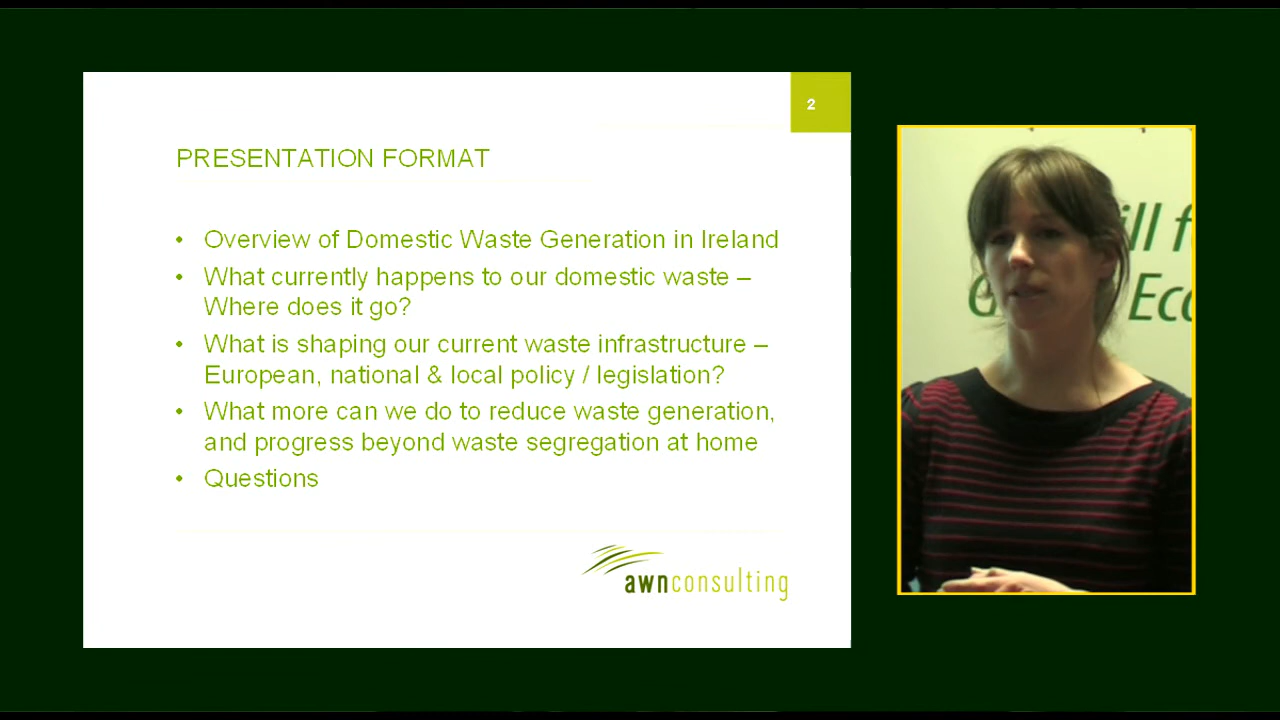 2
PRESENTATION FORMAT
• Overview of Domestic Waste Generation in Ireland
• What currently happens to our domestic waste –
Where does it go?
• What is shaping our current waste infrastructure –
European, national & local policy / legislation?
• What more can we do to reduce waste generation,
and progress beyond waste segregation at home
• Questions
awnconsulting
ill f
G Eco